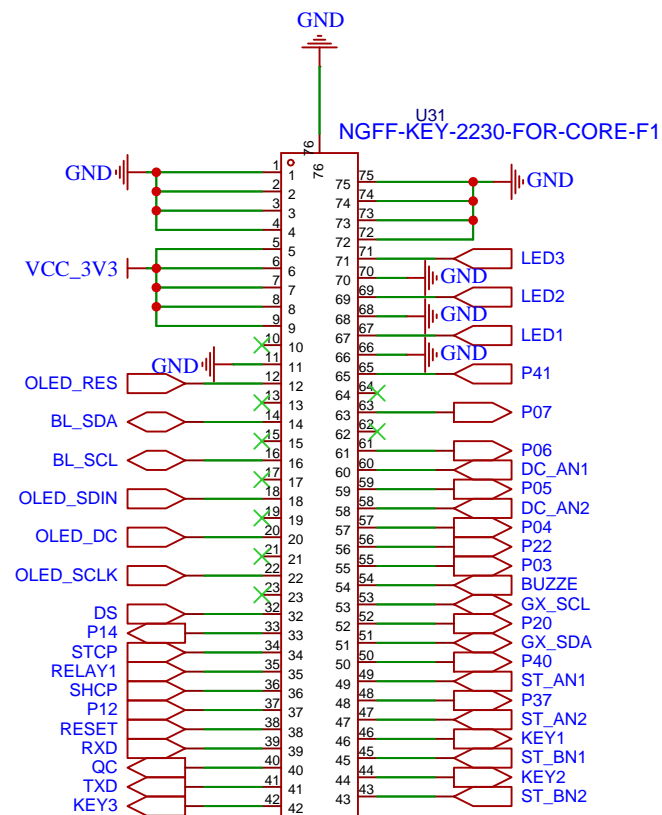 GND
U31
NGFF-KEY-2230-FOR-CORE-F1
76
76
GND 1 1 75 75 GND
2 2 74 74
3 3 73 73
4 4 72 72
5 5 71 71 LED3
VCC_3V3 6 6 70 70 GND
7 7 69 69 LED2
8 8 68 68 GND
9 9 67 67 LED1
10 10 66 66 GND
GND 11 11 65 65 P41
OLED_RES 12 12 64 64
13 13 63 63 P07
BL_SDA 14 14 62 62
15 15 61 61 P06
BL_SCL 16 16 60 60 DC_AN1
17 17 59 59 P05
OLED_SDIN 18 18 58 58 DC_AN2
19 19 57 57 P04
OLED_DC 20 20 56 56 P22
21 21 55 55 P03
OLED_SCLK 22 22 54 54 BUZZE
23 23 53 53 GX_SCL
DS 32 32 52 52 P20
P14 33 33 51 51 GX_SDA
STCP 34 34 50 50 P40
RELAY1 35 35 49 49 ST_AN1
SHCP 36 36 48 48 P37
P12 37 37 47 47 ST_AN2
RESET 38 38 46 46 KEY1
RXD 39 39 45 45 ST_BN1
QC 40 40 44 44 KEY2
TXD 41 41 43 43 ST_BN2
KEY3 42 42